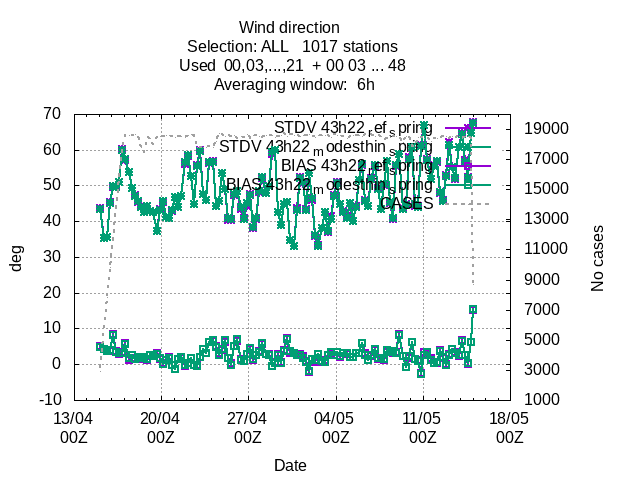 Wind direction
Selection: ALL   1017 stations
Used  00,03,...,21  + 00 03 ... 48
Averaging window:  6h
70
60
50
40
30
20
10
0
-10
deg
STDV 43h22_ref_spring
STDV 43h22_modesthin_spring
BIAS 43h22_ref_spring
BIAS 43h22_modesthin_spring
CASES
19000
17000
15000
13000
11000
9000
7000
5000
3000
1000
No cases
13/04 20/04 27/04 04/05 11/05 18/05
00Z 00Z 00Z 00Z 00Z 00Z
Date